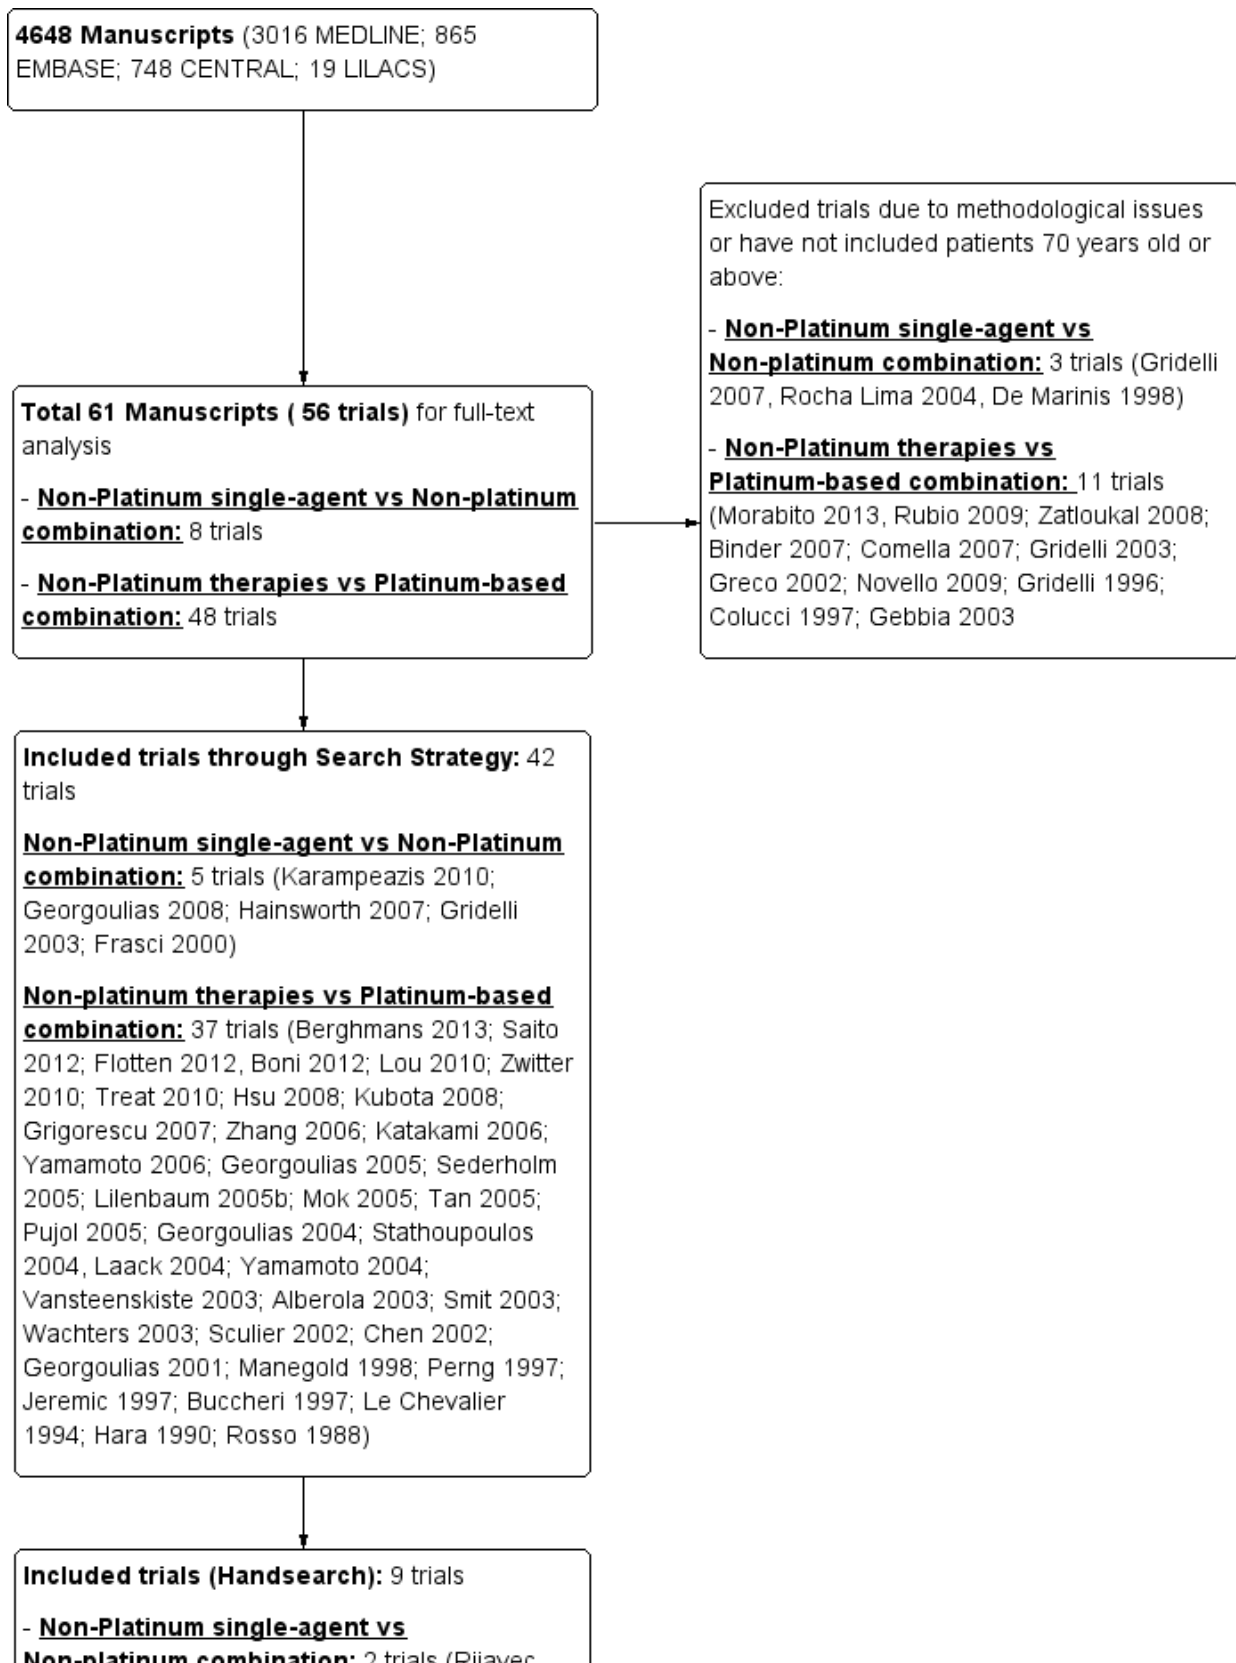 4648 Manuscripts (3016 MEDLINE; 865
EMBASE; 748 CENTRAL; 19 LILACS)
Excluded trials due to methodological issues
or have not included patients 70 years old or
above:
- Non-Platinum single-agent vs
Non-platinum combination: 3 trials (Gridelli
2007, Rocha Lima 2004, De Marinis 1998)
- Non-Platinum therapies vs
Platinum-based combination: 11 trials
(Morabito 2013, Rubio 2009; Zatloukal 2008;
Binder 2007; Comella 2007; Gridelli 2003;
Greco 2002; Novello 2009; Gridelli 1996;
Colucci 1997; Gebbia 2003
Total 61 Manuscripts ( 56 trials) for full-text
analysis
- Non-Platinum single-agent vs Non-platinum
combination: 8 trials
- Non-Platinum therapies vs Platinum-based
combination: 48 trials
Included trials through Search Strategy: 42
trials
Non-Platinum single-agent vs Non-Platinum
combination: 5 trials (Karampeazis 2010;
Georgoulias 2008; Hainsworth 2007; Gridelli
2003; Frasci 2000)
Non-platinum therapies vs Platinum-based
combination: 37 trials (Berghmans 2013; Saito
2012; Flotten 2012, Boni 2012; Lou 2010; Zwitter
2010; Treat 2010; Hsu 2008; Kubota 2008;
Grigorescu 2007; Zhang 2006; Katakami 2006;
Yamamoto 2006; Georgoulias 2005; Sederholm
2005; Lilenbaum 2005b; Mok 2005; Tan 2005;
Pujol 2005; Georgoulias 2004; Stathoupoulos
2004, Laack 2004; Yamamoto 2004;
Vansteenskiste 2003; Alberola 2003; Smit 2003;
Wachters 2003; Sculier 2002; Chen 2002;
Georgoulias 2001; Manegold 1998; Perng 1997;
Jeremic 1997; Buccheri 1997; Le Chevalier
1994; Hara 1990; Rosso 1988)
Included trials (Handsearch): 9 trials
- Non-Platinum single-agent vs
Non-platinum combination: 2 trials (Rijavec